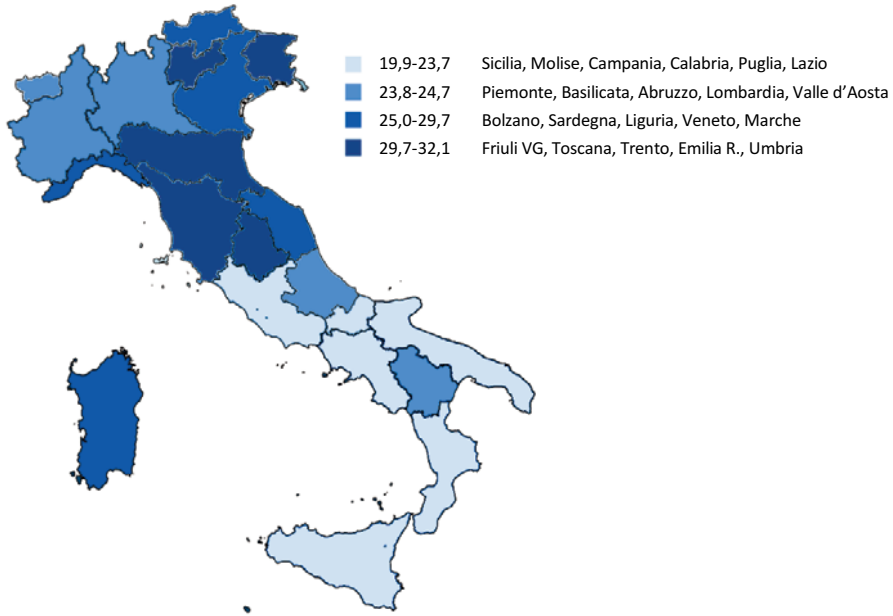 19,9-23,7 Sicilia, Molise, Campania, Calabria, Puglia, Lazio
23,8-24,7 Piemonte, Basilicata, Abruzzo, Lombardia, Valle d’Aosta
25,0-29,7 Bolzano, Sardegna, Liguria, Veneto, Marche
29,7-32,1 Friuli VG, Toscana, Trento, Emilia R., Umbria